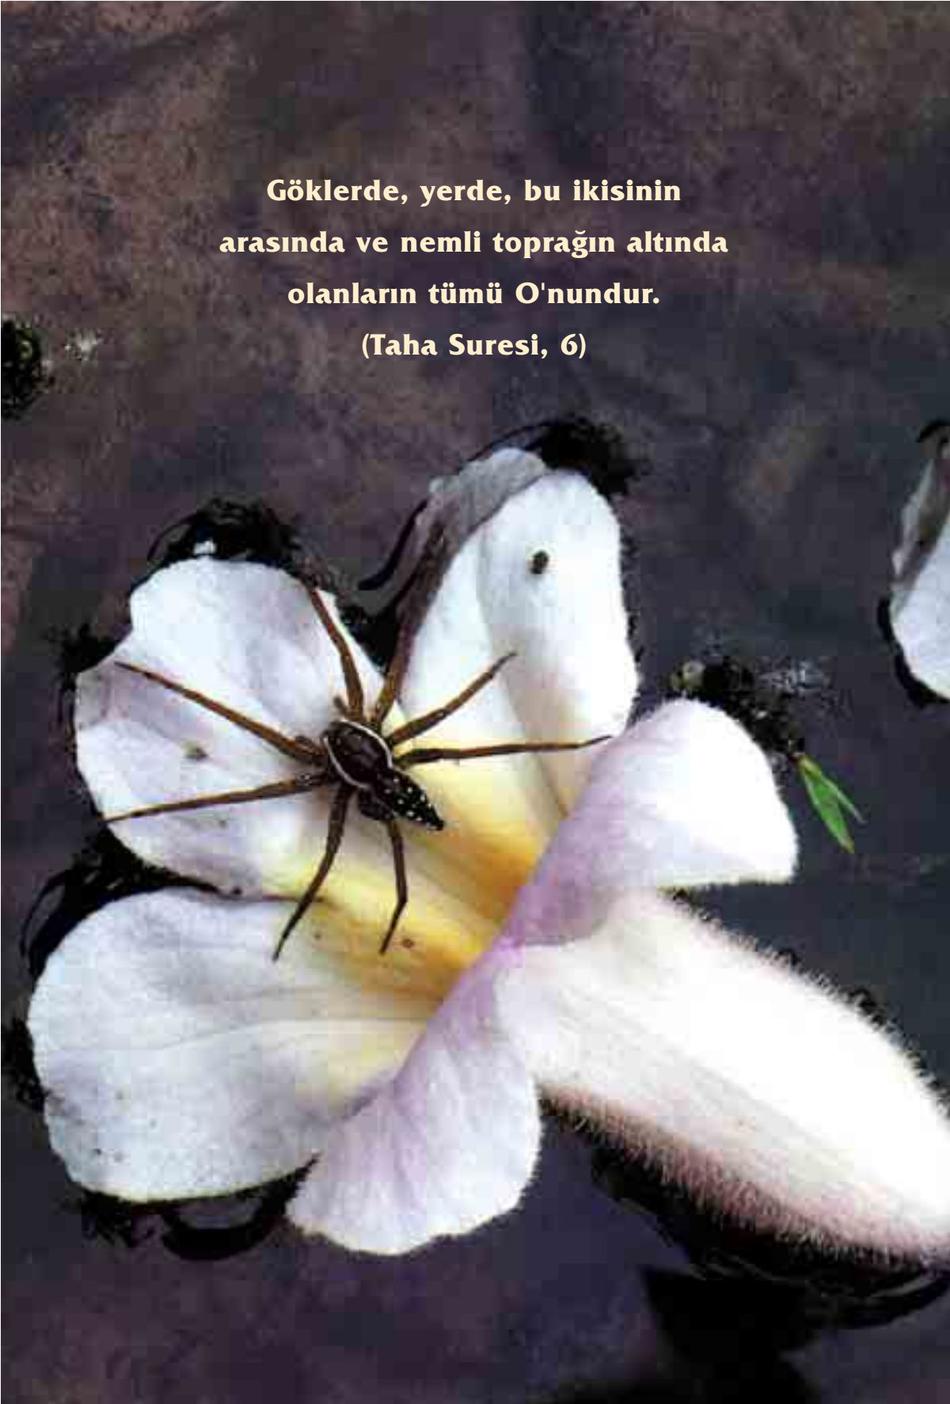 Göklerde, yerde, bu ikisinin
arasında ve nemli toprağın altında
olanların tümü O'nundur.
(Taha Suresi, 6)